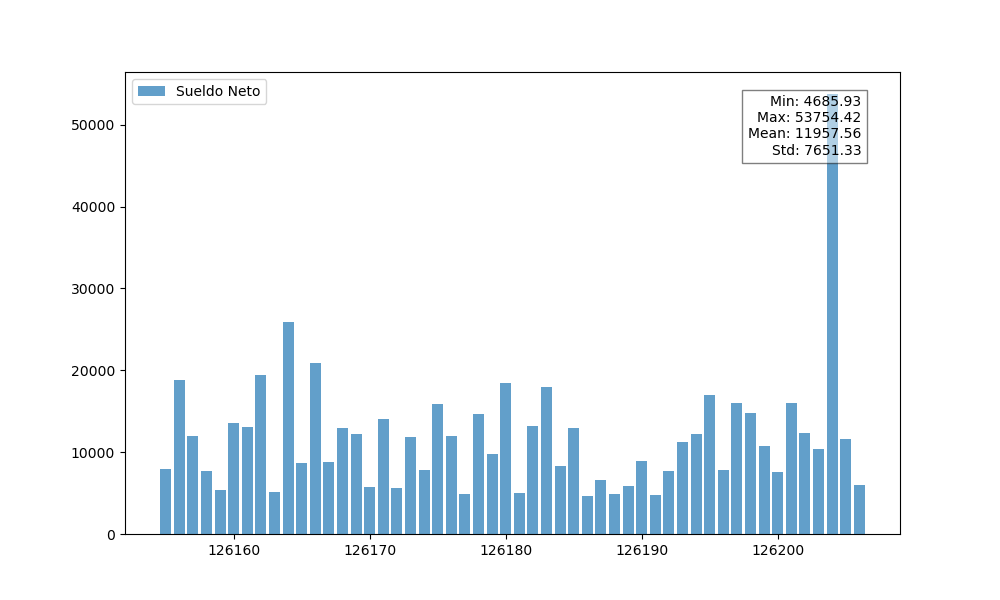 Sueldo Neto
Min: 4685.93
Max: 53754.42
Mean: 11957.56
Std: 7651.33
50000
40000
30000
20000
10000
0
126160
126170
126180
126190
126200